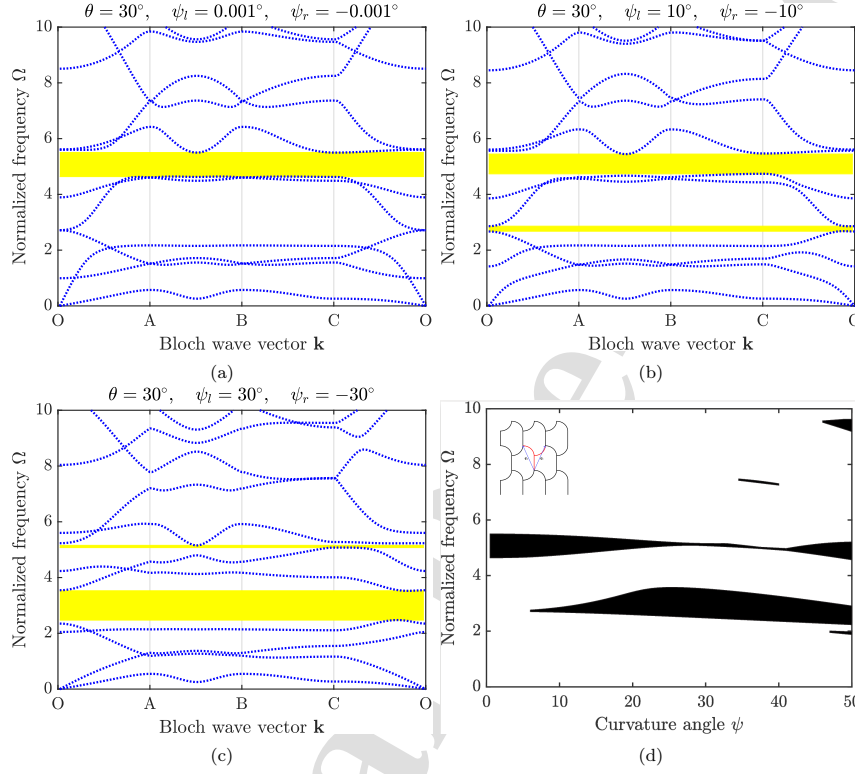 θ = 30°, ψ_l = 0.001°, ψ_r = −0.001°
10
8
6
4
2
0
Normalized frequency Ω
O A B C O
Bloch wave vector k
(a)
θ = 30°, ψ_l = 10°, ψ_r = −10°
10
8
6
4
2
0
Normalized frequency Ω
O A B C O
Bloch wave vector k
(b)
θ = 30°, ψ_l = 30°, ψ_r = −30°
10
8
6
4
2
0
Normalized frequency Ω
O A B C O
Bloch wave vector k
(c)
10
8
6
4
2
0
Normalized frequency Ω
0 10 20 30 40 50
Curvature angle ψ
(d)